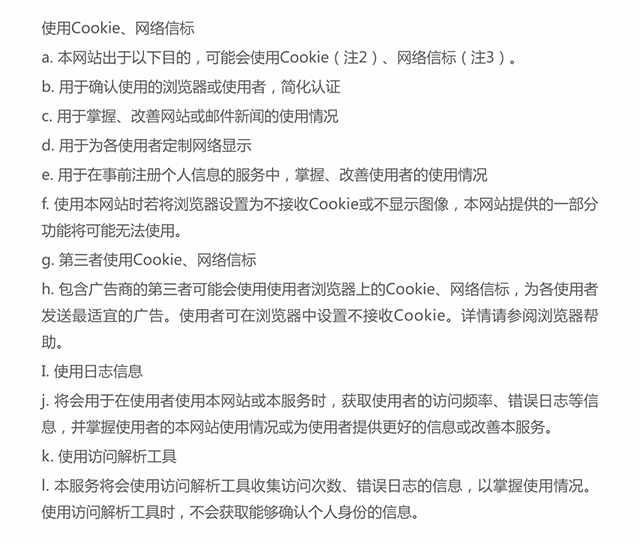 使用Cookie、网络信标
a. 本网站出于以下目的，可能会使用Cookie（注2）、网络信标（注3）。
b. 用于确认使用的浏览器或使用者，简化认证
c. 用于掌握、改善网站或邮件新闻的使用情况
d. 用于为各使用者定制网络显示
e. 用于在事前注册个人信息的服务中，掌握、改善使用者的使用情况
f. 使用本网站时若将浏览器设置为不接收Cookie或不显示图像，本网站提供的一部分
功能将可能无法使用。
g. 第三者使用Cookie、网络信标
h. 包含广告商的第三者可能会使用使用者浏览器上的Cookie、网络信标，为各使用者
发送最适宜的广告。使用者可在浏览器中设置不接收Cookie。详情请参阅浏览器帮
助。
I. 使用日志信息
j. 将会用于在使用者使用本网站或本服务时，获取使用者的访问频率、错误日志等信
息，并掌握使用者的本网站使用情况或为使用者提供更好的信息或改善本服务。
k. 使用访问解析工具
l. 本服务将会使用访问解析工具收集访问次数、错误日志的信息，以掌握使用情况。
使用访问解析工具时，不会获取能够确认个人身份的信息。